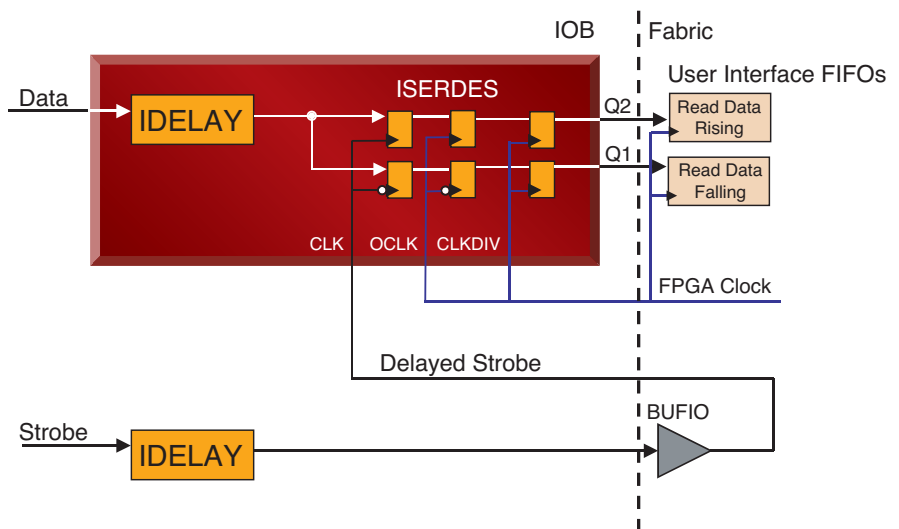 IOB
Fabric
User Interface FIFOs
ISERDES
Data
IDELAY
Q2
Read Data
Rising
Q1
Read Data
Falling
CLK
OCLK
CLKDIV
FPGA Clock
Delayed Strobe
BUFIO
Strobe
IDELAY